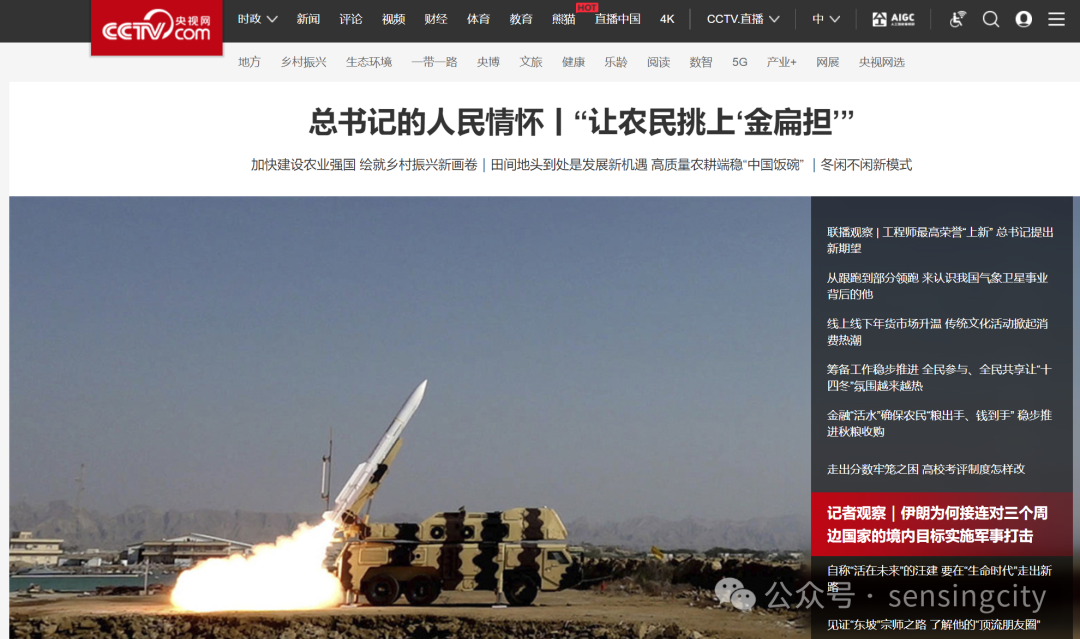 CCTV.com 央视网
时政 新闻 评论 视频 财经 体育 教育 熊猫 HOT 直播中国 4K CCTV.直播 中 AIGC
地方 乡村振兴 生态环境 一带一路 央博 文旅 健康 乐龄 阅读 数智 5G 产业+ 网展 央视网选
总书记的人民情怀丨“让农民挑上‘金扁担’”
加快建设农业强国 绘就乡村振兴新画卷｜田间地头到处是发展新机遇 高质量农耕端稳“中国饭碗” ｜冬闲不闲新模式
联播观察 | 工程师最高荣誉“上新” 总书记提出
新期望
从跟跑到部分领跑 来认识我国气象卫星事业
背后的他
线上线下年货市场升温 传统文化活动掀起消
费热潮
筹备工作稳步推进 全民参与、全民共享让“十
四冬”氛围越来越热
金融“活水”确保农民“粮出手、钱到手” 稳步推
进秋粮收购
走出分数牢笼之困 高校考评制度怎样改
记者观察｜伊朗为何接连对三个周
边国家的境内目标实施军事打击
自称“活在未来”的汪建 要在“生命时代”走出新
路
公众号 · sensingcity
见证“东坡”宗师之路 了解他的“顶流朋友圈”